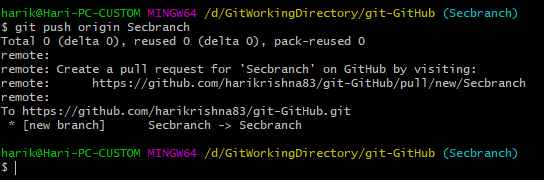 harik@Hari-PC-CUSTOM MINGW64 /d/GitWorkingDirectory/git-GitHub (Secbranch)
$ git push origin Secbranch
Total 0 (delta 0), reused 0 (delta 0), pack-reused 0
remote:
remote: Create a pull request for 'Secbranch' on GitHub by visiting:
remote:      https://github.com/harikrishna83/git-GitHub/pull/new/Secbranch
remote:
To https://github.com/harikrishna83/git-GitHub.git
 * [new branch]      Secbranch -> Secbranch
harik@Hari-PC-CUSTOM MINGW64 /d/GitWorkingDirectory/git-GitHub (Secbranch)
$